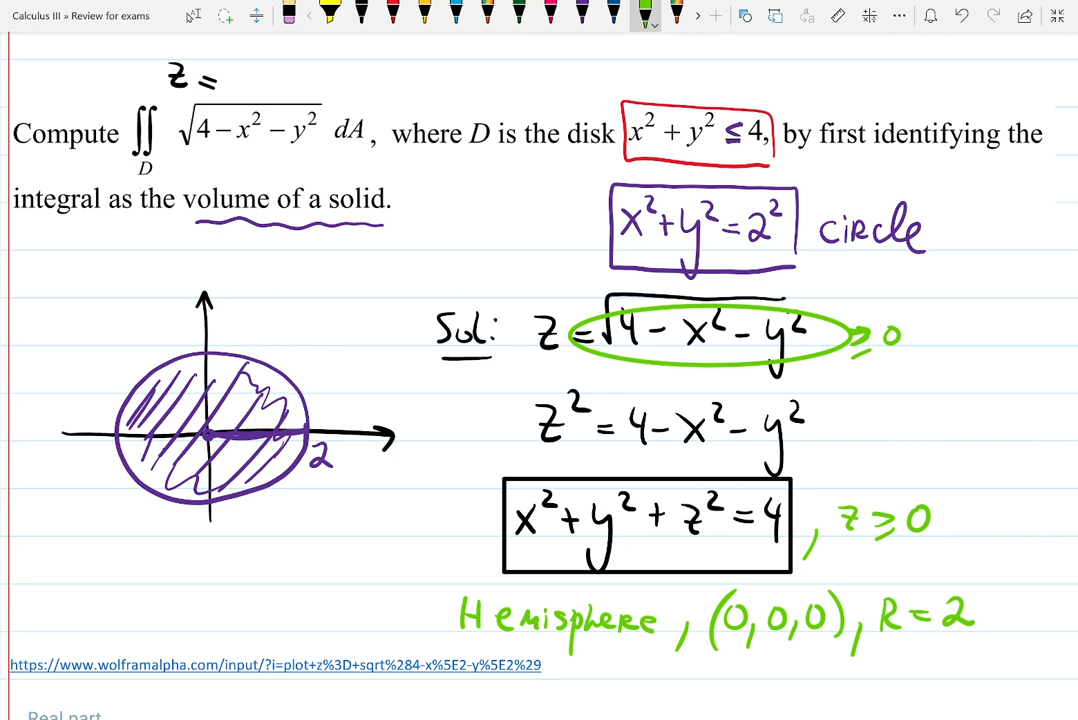 Calculus III » Review for exams
z =
Compute ∬ √4 − x² − y² dA, where D is the disk x² + y² ≤ 4, by first identifying the
D
integral as the volume of a solid.
x² + y² = 2² CIRCLE
Sol: z = √4 − x² − y² ≥ 0
z² = 4 − x² − y²
2
x² + y² + z² = 4, z ≥ 0
Hemisphere, (0,0,0), R = 2
https://www.wolframalpha.com/input/?i=plot+z%3D+sqrt%284-x%5E2-y%5E2%29
Real part